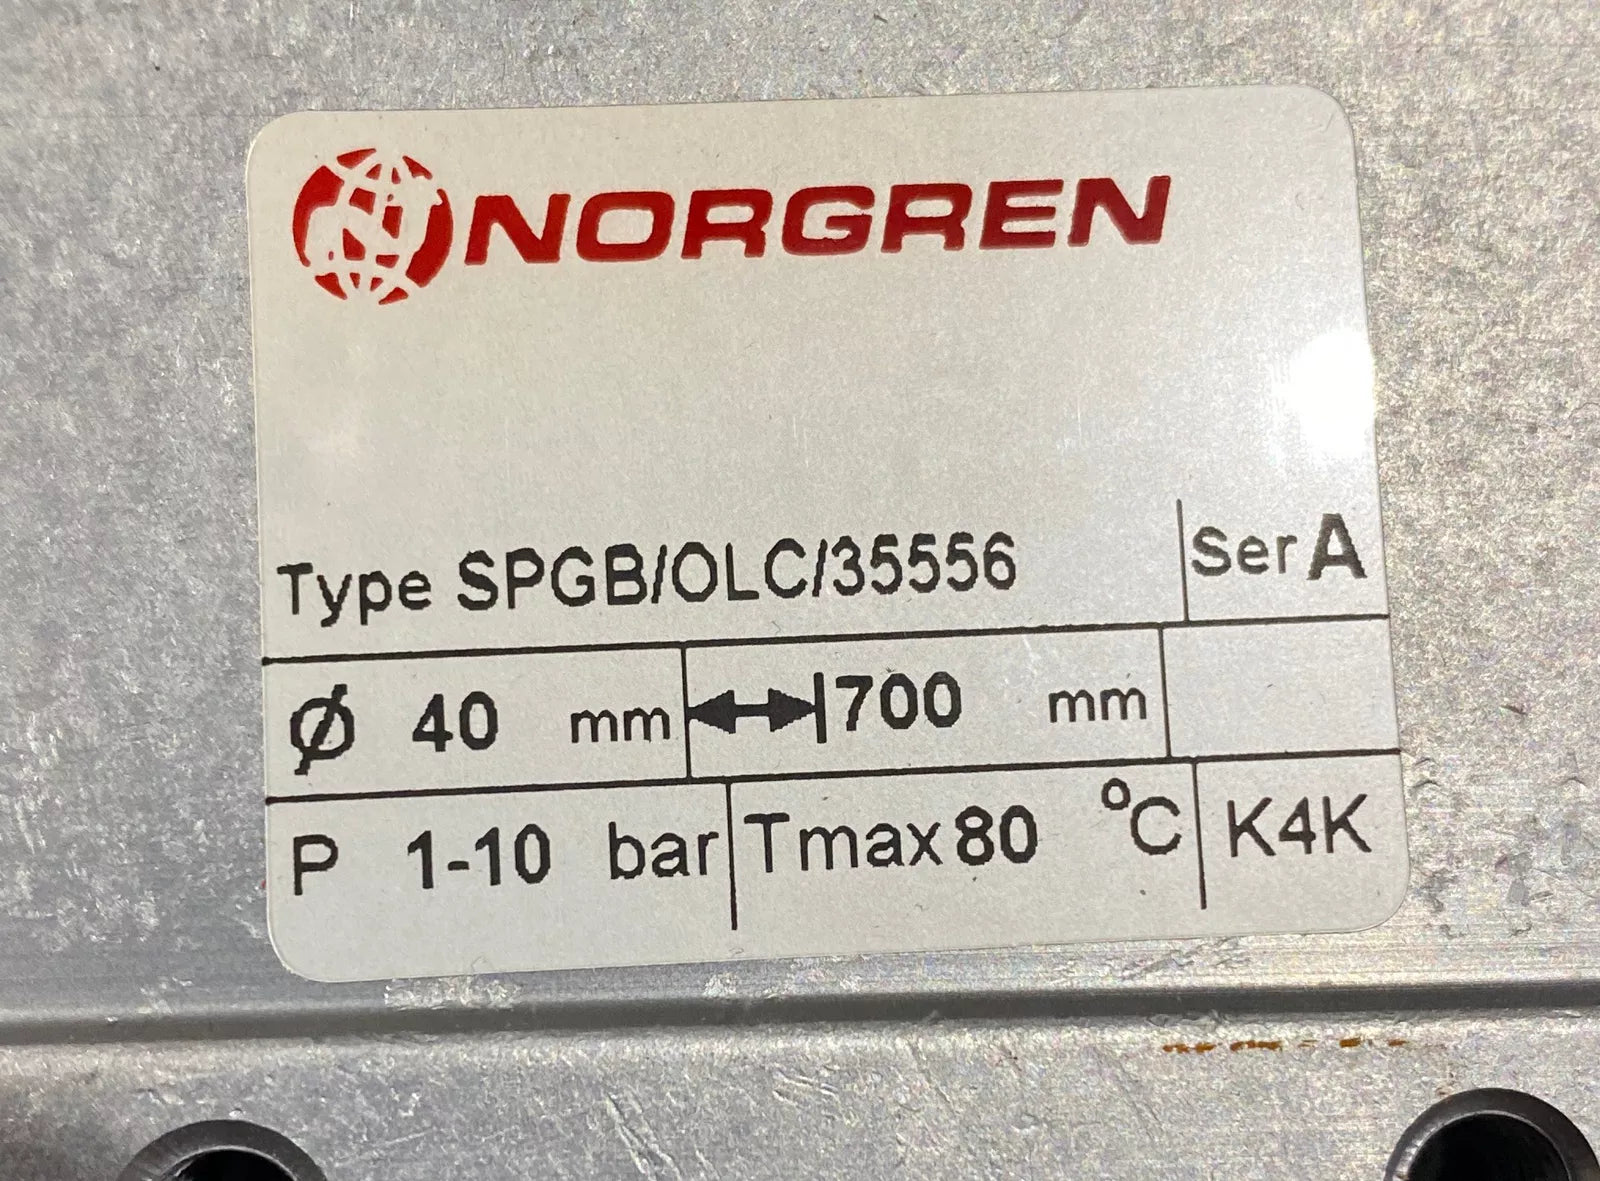 NORGREN
Type SPGB/OLC/35556 Ser A
Ø 40 mm 700 mm
P 1-10 bar Tmax 80 °C K4K